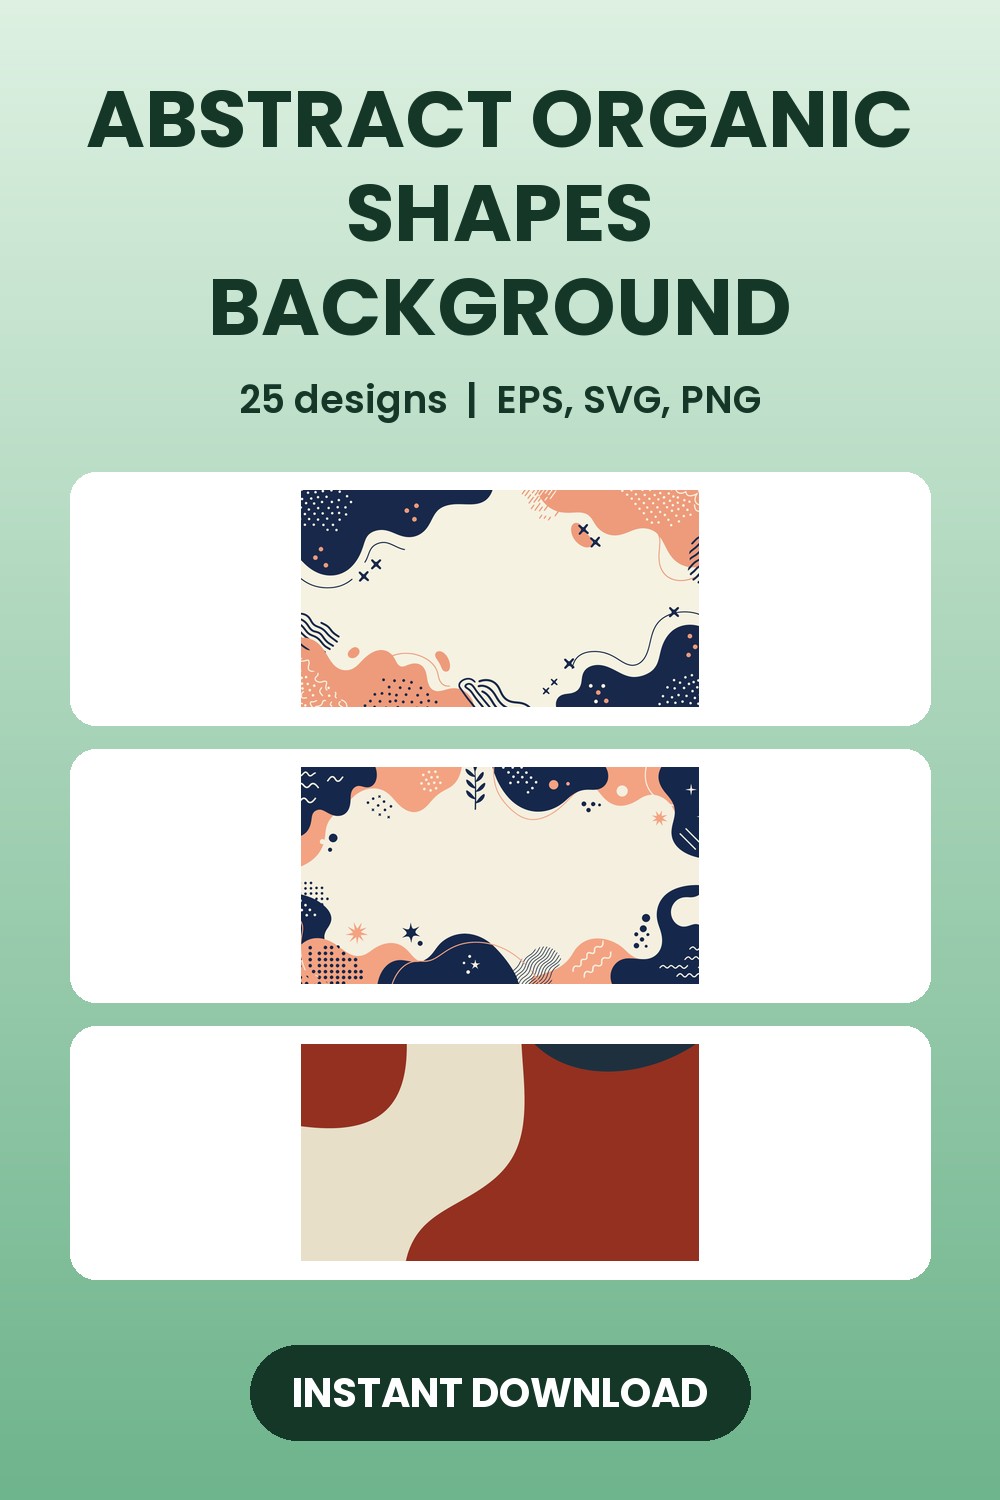 ABSTRACT ORGANIC
SHAPES
BACKGROUND
25 designs | EPS, SVG, PNG
INSTANT DOWNLOAD